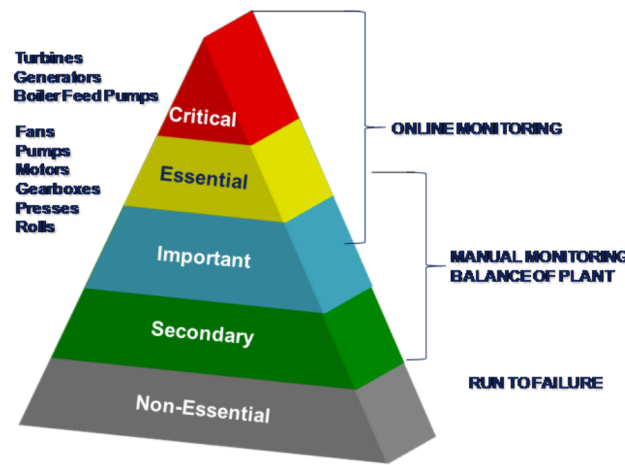 Turbines
Generators
Boiler Feed Pumps
Fans
Pumps
Motors
Gearboxes
Presses
Rolls
Critical
Essential
Important
Secondary
Non-Essential
ONLINE MONITORING
MANUAL MONITORING
BALANCE OF PLANT
RUN TO FAILURE